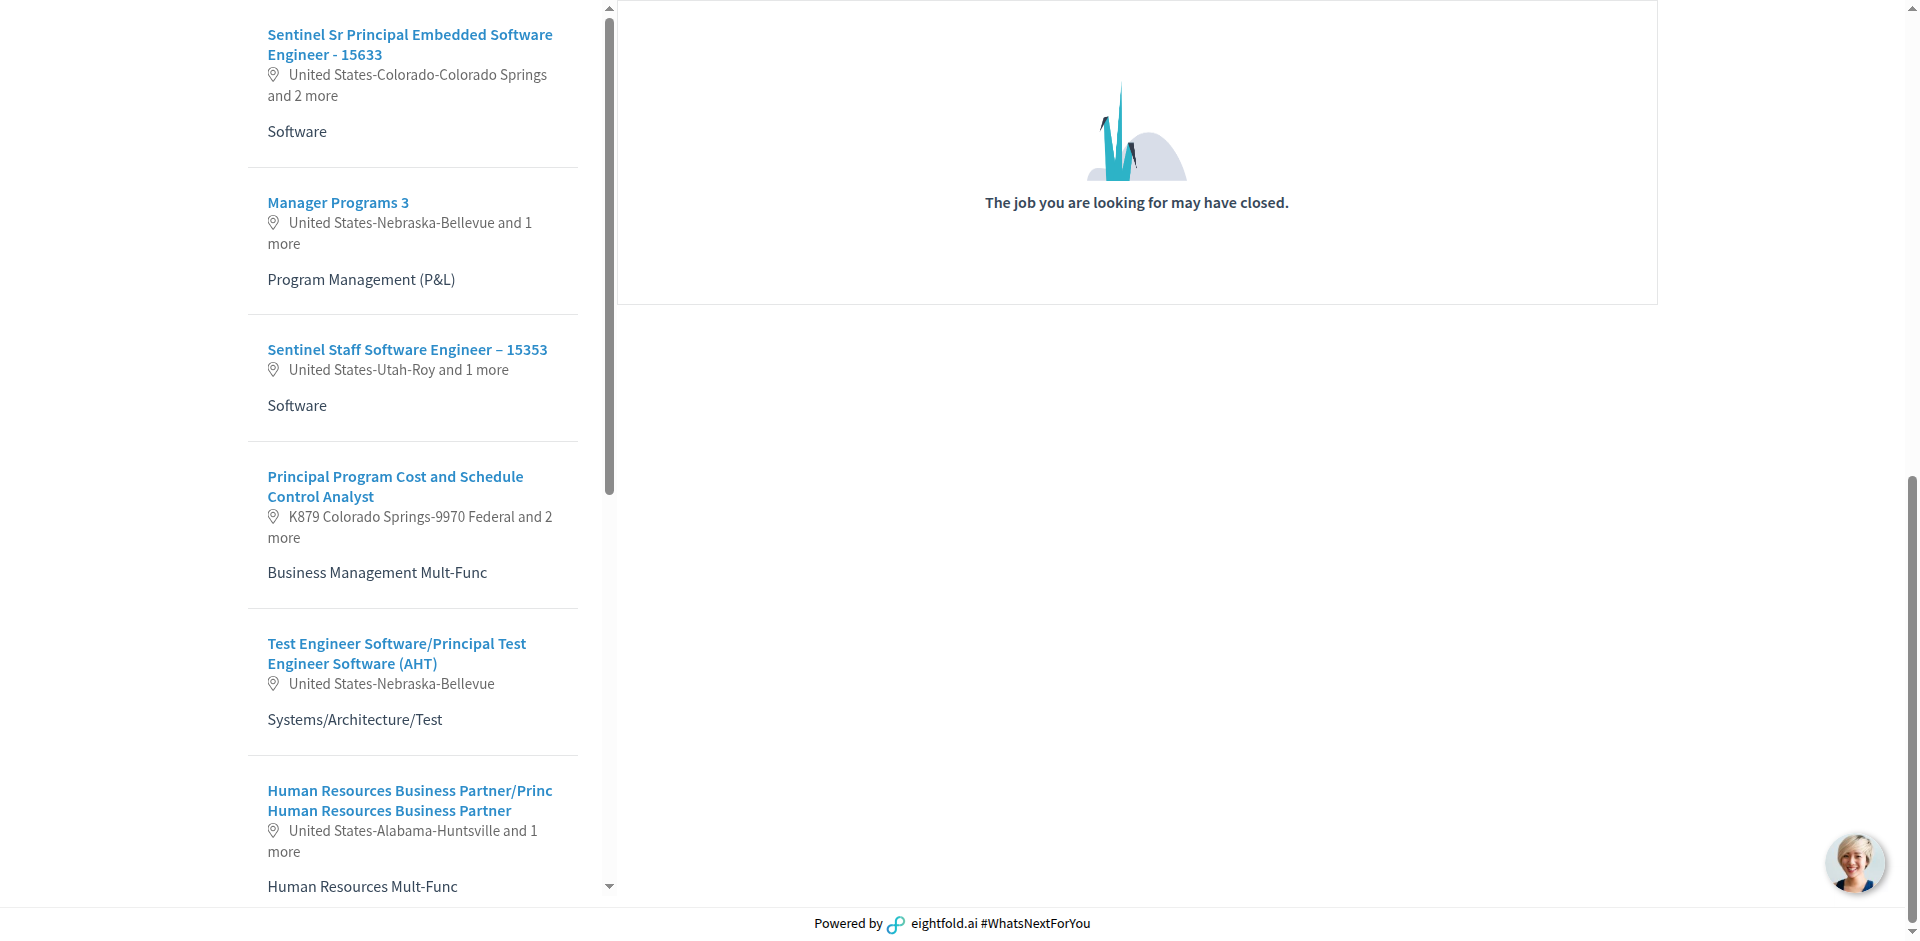 Sentinel Sr Principal Embedded Software
Engineer - 15633
United States-Colorado-Colorado Springs
and 2 more
Software
Manager Programs 3
United States-Nebraska-Bellevue and 1
more
Program Management (P&L)
Sentinel Staff Software Engineer – 15353
United States-Utah-Roy and 1 more
Software
Principal Program Cost and Schedule
Control Analyst
K879 Colorado Springs-9970 Federal and 2
more
Business Management Mult-Func
Test Engineer Software/Principal Test
Engineer Software (AHT)
United States-Nebraska-Bellevue
Systems/Architecture/Test
Human Resources Business Partner/Princ
Human Resources Business Partner
United States-Alabama-Huntsville and 1
more
Human Resources Mult-Func
The job you are looking for may have closed.
Powered by eightfold.ai #WhatsNextForYou